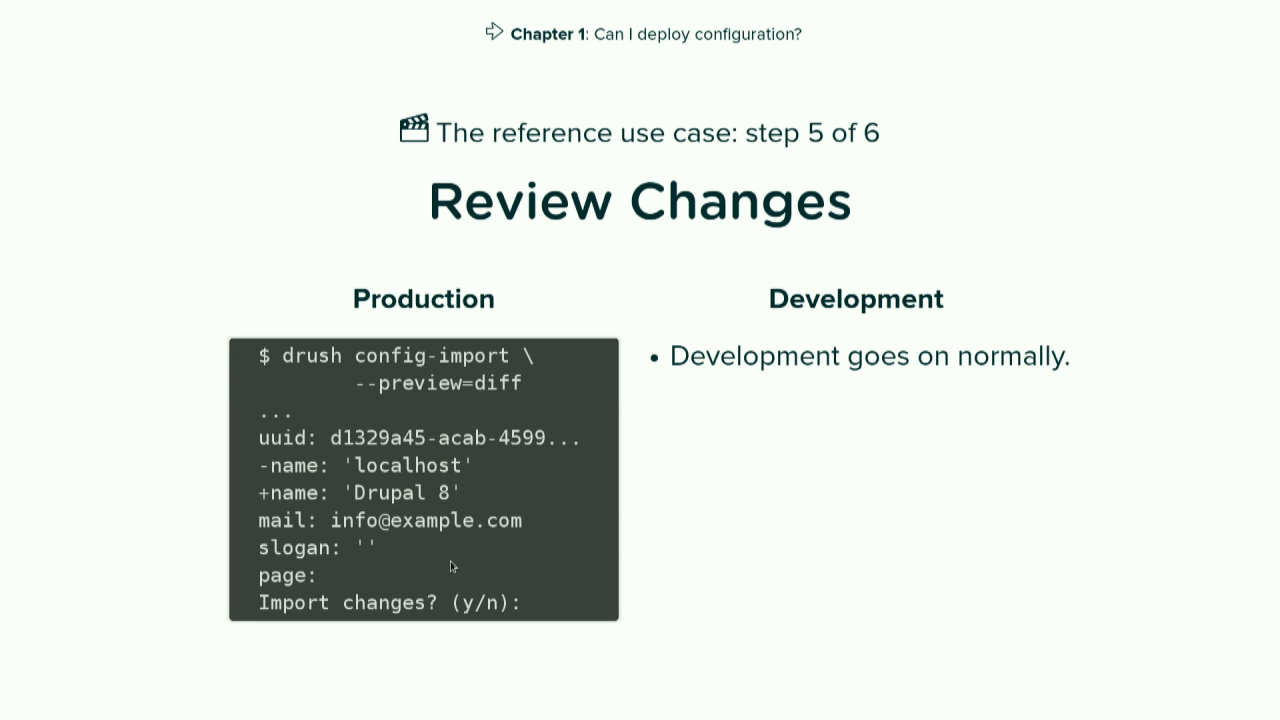 Chapter 1: Can I deploy configuration?
The reference use case: step 5 of 6
Review Changes
Production
$ drush config-import \
--preview=diff
...
uuid: d1329a45-acab-4599...
-name: 'localhost'
+name: 'Drupal 8'
mail: info@example.com
slogan: ''
page:
Import changes? (y/n):
Development
• Development goes on normally.